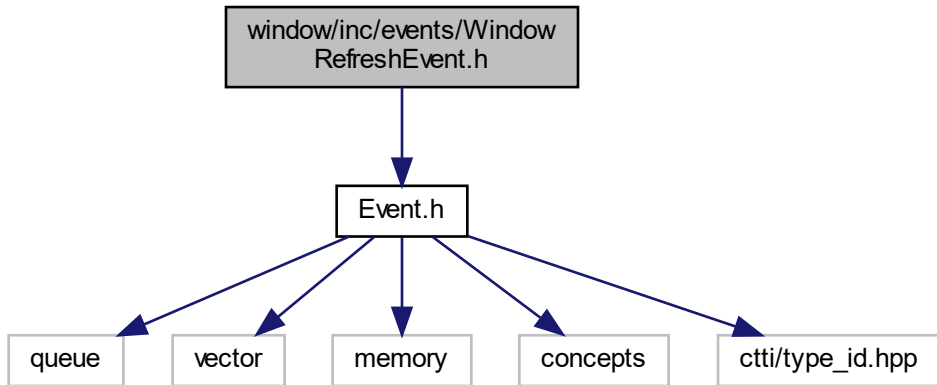 window/inc/events/Window
RefreshEvent.h
Event.h
queue
vector
memory
concepts
ctti/type_id.hpp